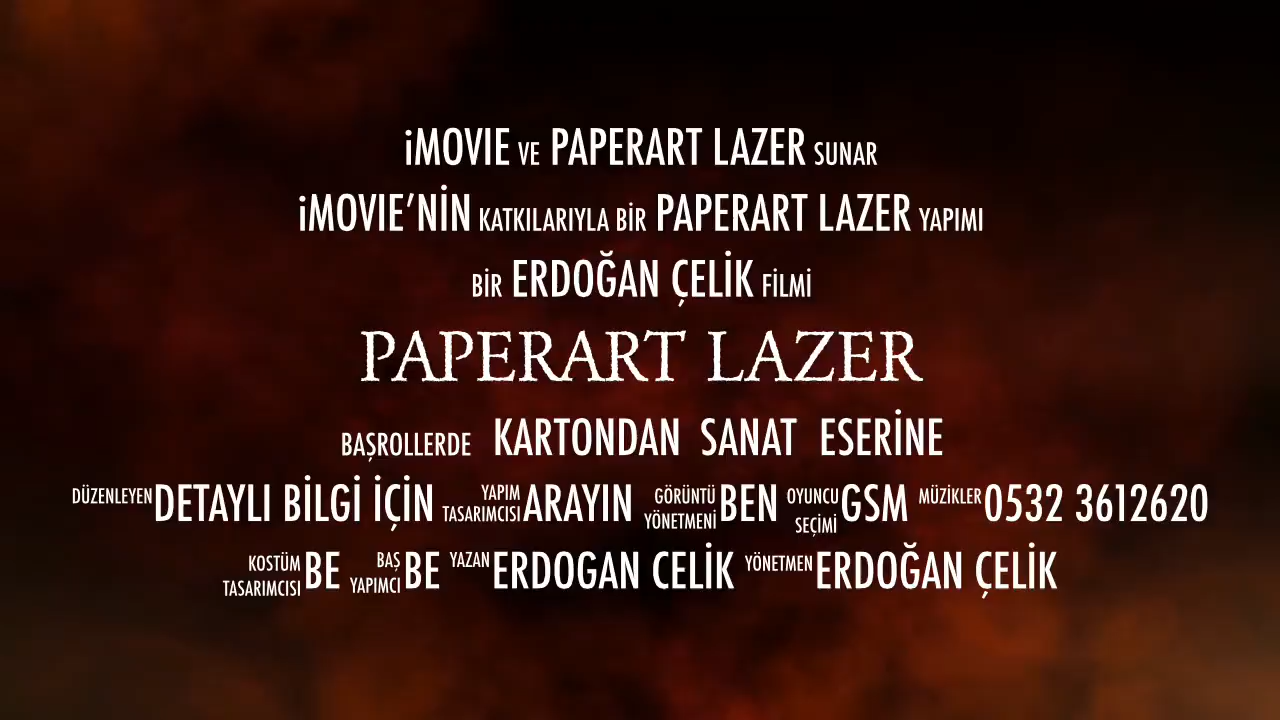 iMOVIE VE PAPERART LAZER SUNAR
iMOVIE'NİN KATKILARIYLA BİR PAPERART LAZER YAPIMI
BİR ERDOĞAN ÇELİK FİLMİ
PAPERART LAZER
BAŞROLLERDE KARTONDAN SANAT ESERİNE
DÜZENLEYEN DETAYLI BİLGİ İÇİN YAPIM TASARIMCISI ARAYIN GÖRÜNTÜ YÖNETMENİ BEN OYUNCU SEÇİMİ GSM MÜZİKLER 0532 3612620
KOSTÜM TASARIMCISI BE BAŞ YAPIMCI BE YAZAN ERDOGAN CELİK YÖNETMEN ERDOĞAN ÇELİK